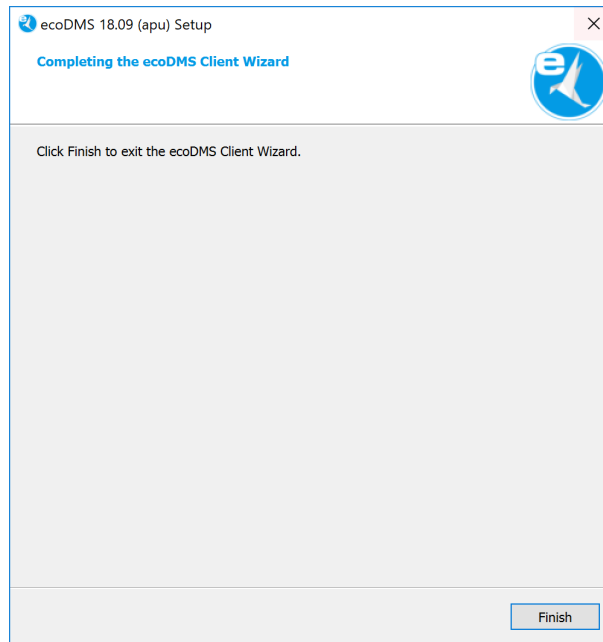 ecoDMS 18.09 (apu) Setup
Completing the ecoDMS Client Wizard
e
Click Finish to exit the ecoDMS Client Wizard.
Finish